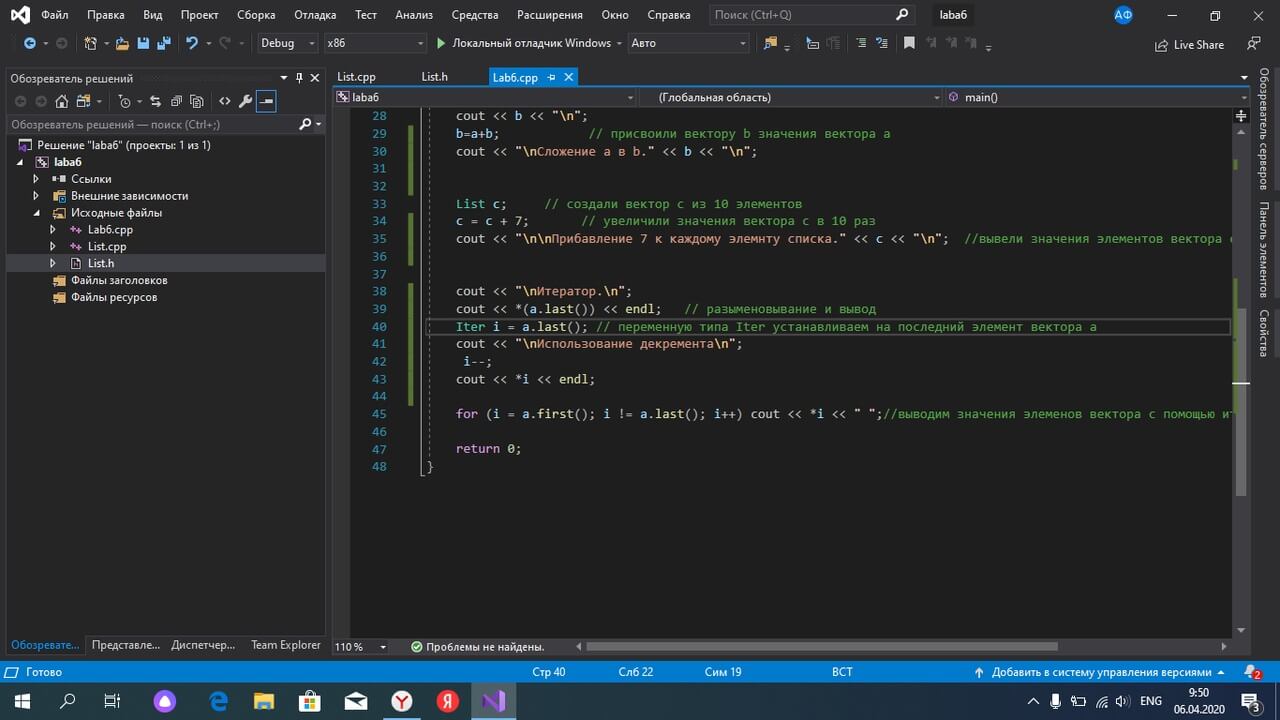 Файл Правка Вид Проект Сборка Отладка Тест Анализ Средства Расширения Окно Справка Поиск (Ctrl+Q) laba6 АФ
Debug x86 Локальный отладчик Windows Авто Live Share
Обозреватель решений
Обозреватель решений — поиск (Ctrl+;)
Решение "laba6" (проекты: 1 из 1)
laba6
Ссылки
Внешние зависимости
Исходные файлы
Lab6.cpp
List.cpp
List.h
Файлы заголовков
Файлы ресурсов
Обозревате... Представле... Диспетчер... Team Explorer
List.cpp List.h Lab6.cpp
laba6 (Глобальная область) main()
28 cout << b << "\n";
29 b=a+b; // присвоили вектору b значения вектора a
30 cout << "\nСложение a в b." << b << "\n";
31
32
33 List c; // создали вектор c из 10 элементов
34 c = c + 7; // увеличили значения вектора c в 10 раз
35 cout << "\n\nПрибавление 7 к каждому элемнту списка." << c << "\n"; //вывели значения элементов вектора c
36
37
38 cout << "\nИтератор.\n";
39 cout << *(a.last()) << endl; // разыменовывание и вывод
40 Iter i = a.last(); // переменную типа Iter устанавливаем на последний элемент вектора a
41 cout << "\nИспользование декремента\n";
42 i--;
43 cout << *i << endl;
44
45 for (i = a.first(); i != a.last(); i++) cout << *i << " ";//выводим значения элеменов вектора с помощью ит
46
47 return 0;
48 }
110 % Проблемы не найдены.
Обозреватель серверов
Панель элементов
Свойства
Готово Стр 40 Слб 22 Сим 19 ВСТ Добавить в систему управления версиями 2
ENG 9:50
06.04.2020 3